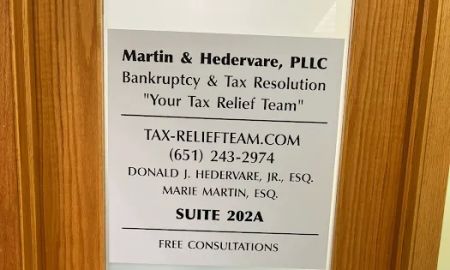 Martin & Hedervare, PLLC
Bankruptcy & Tax Resolution
"Your Tax Relief Team"
TAX-RELIEFTEAM.COM
(651) 243-2974
DONALD J. HEDERVARE, JR., ESQ.
MARIE MARTIN, ESQ.
SUITE 202A
FREE CONSULTATIONS